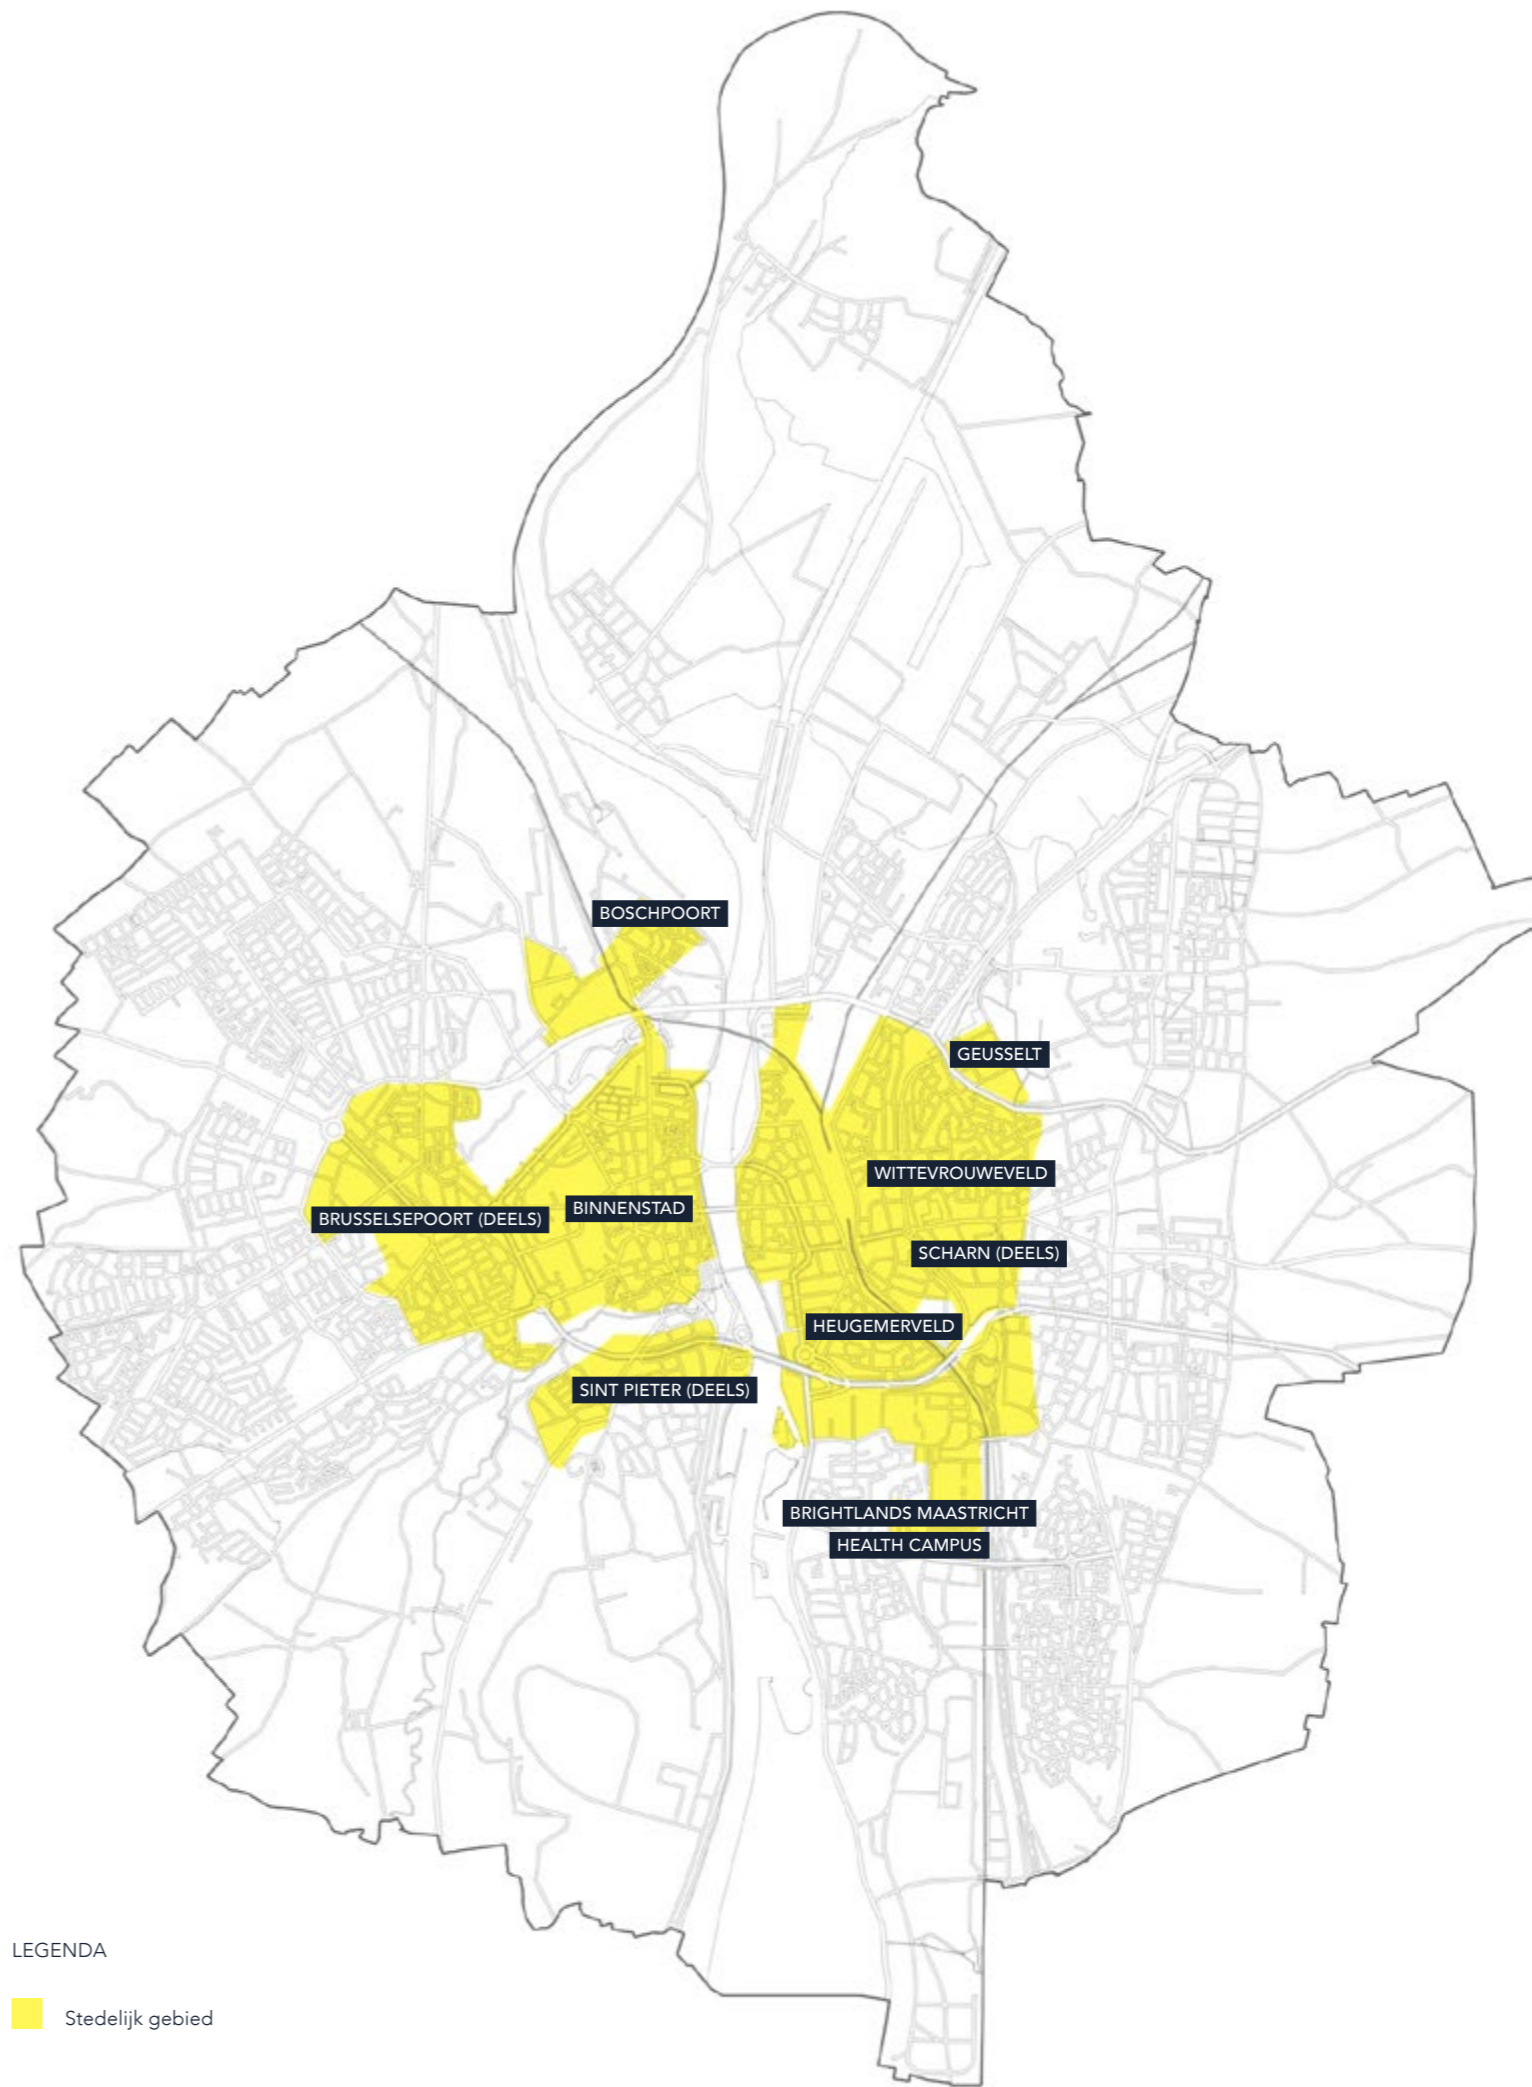 BOSCHPOORT
GEUSSELT
WITTEVROUWEVELD
BRUSSELSEPOORT (DEELS)
BINNENSTAD
SCHARN (DEELS)
HEUGEMERVELD
SINT PIETER (DEELS)
BRIGHTLANDS MAASTRICHT
HEALTH CAMPUS
LEGENDA
Stedelijk gebied